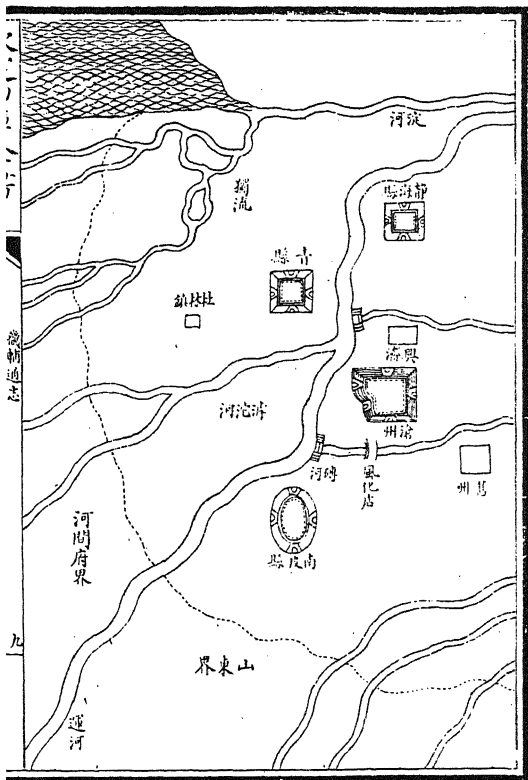 淀河
靜海縣
獨流
青縣
杜林鎮
興濟
滹沱河
滄州
磚河
風化店
舊州
南皮縣
河間府界
山東界
運河
畿輔通志
九